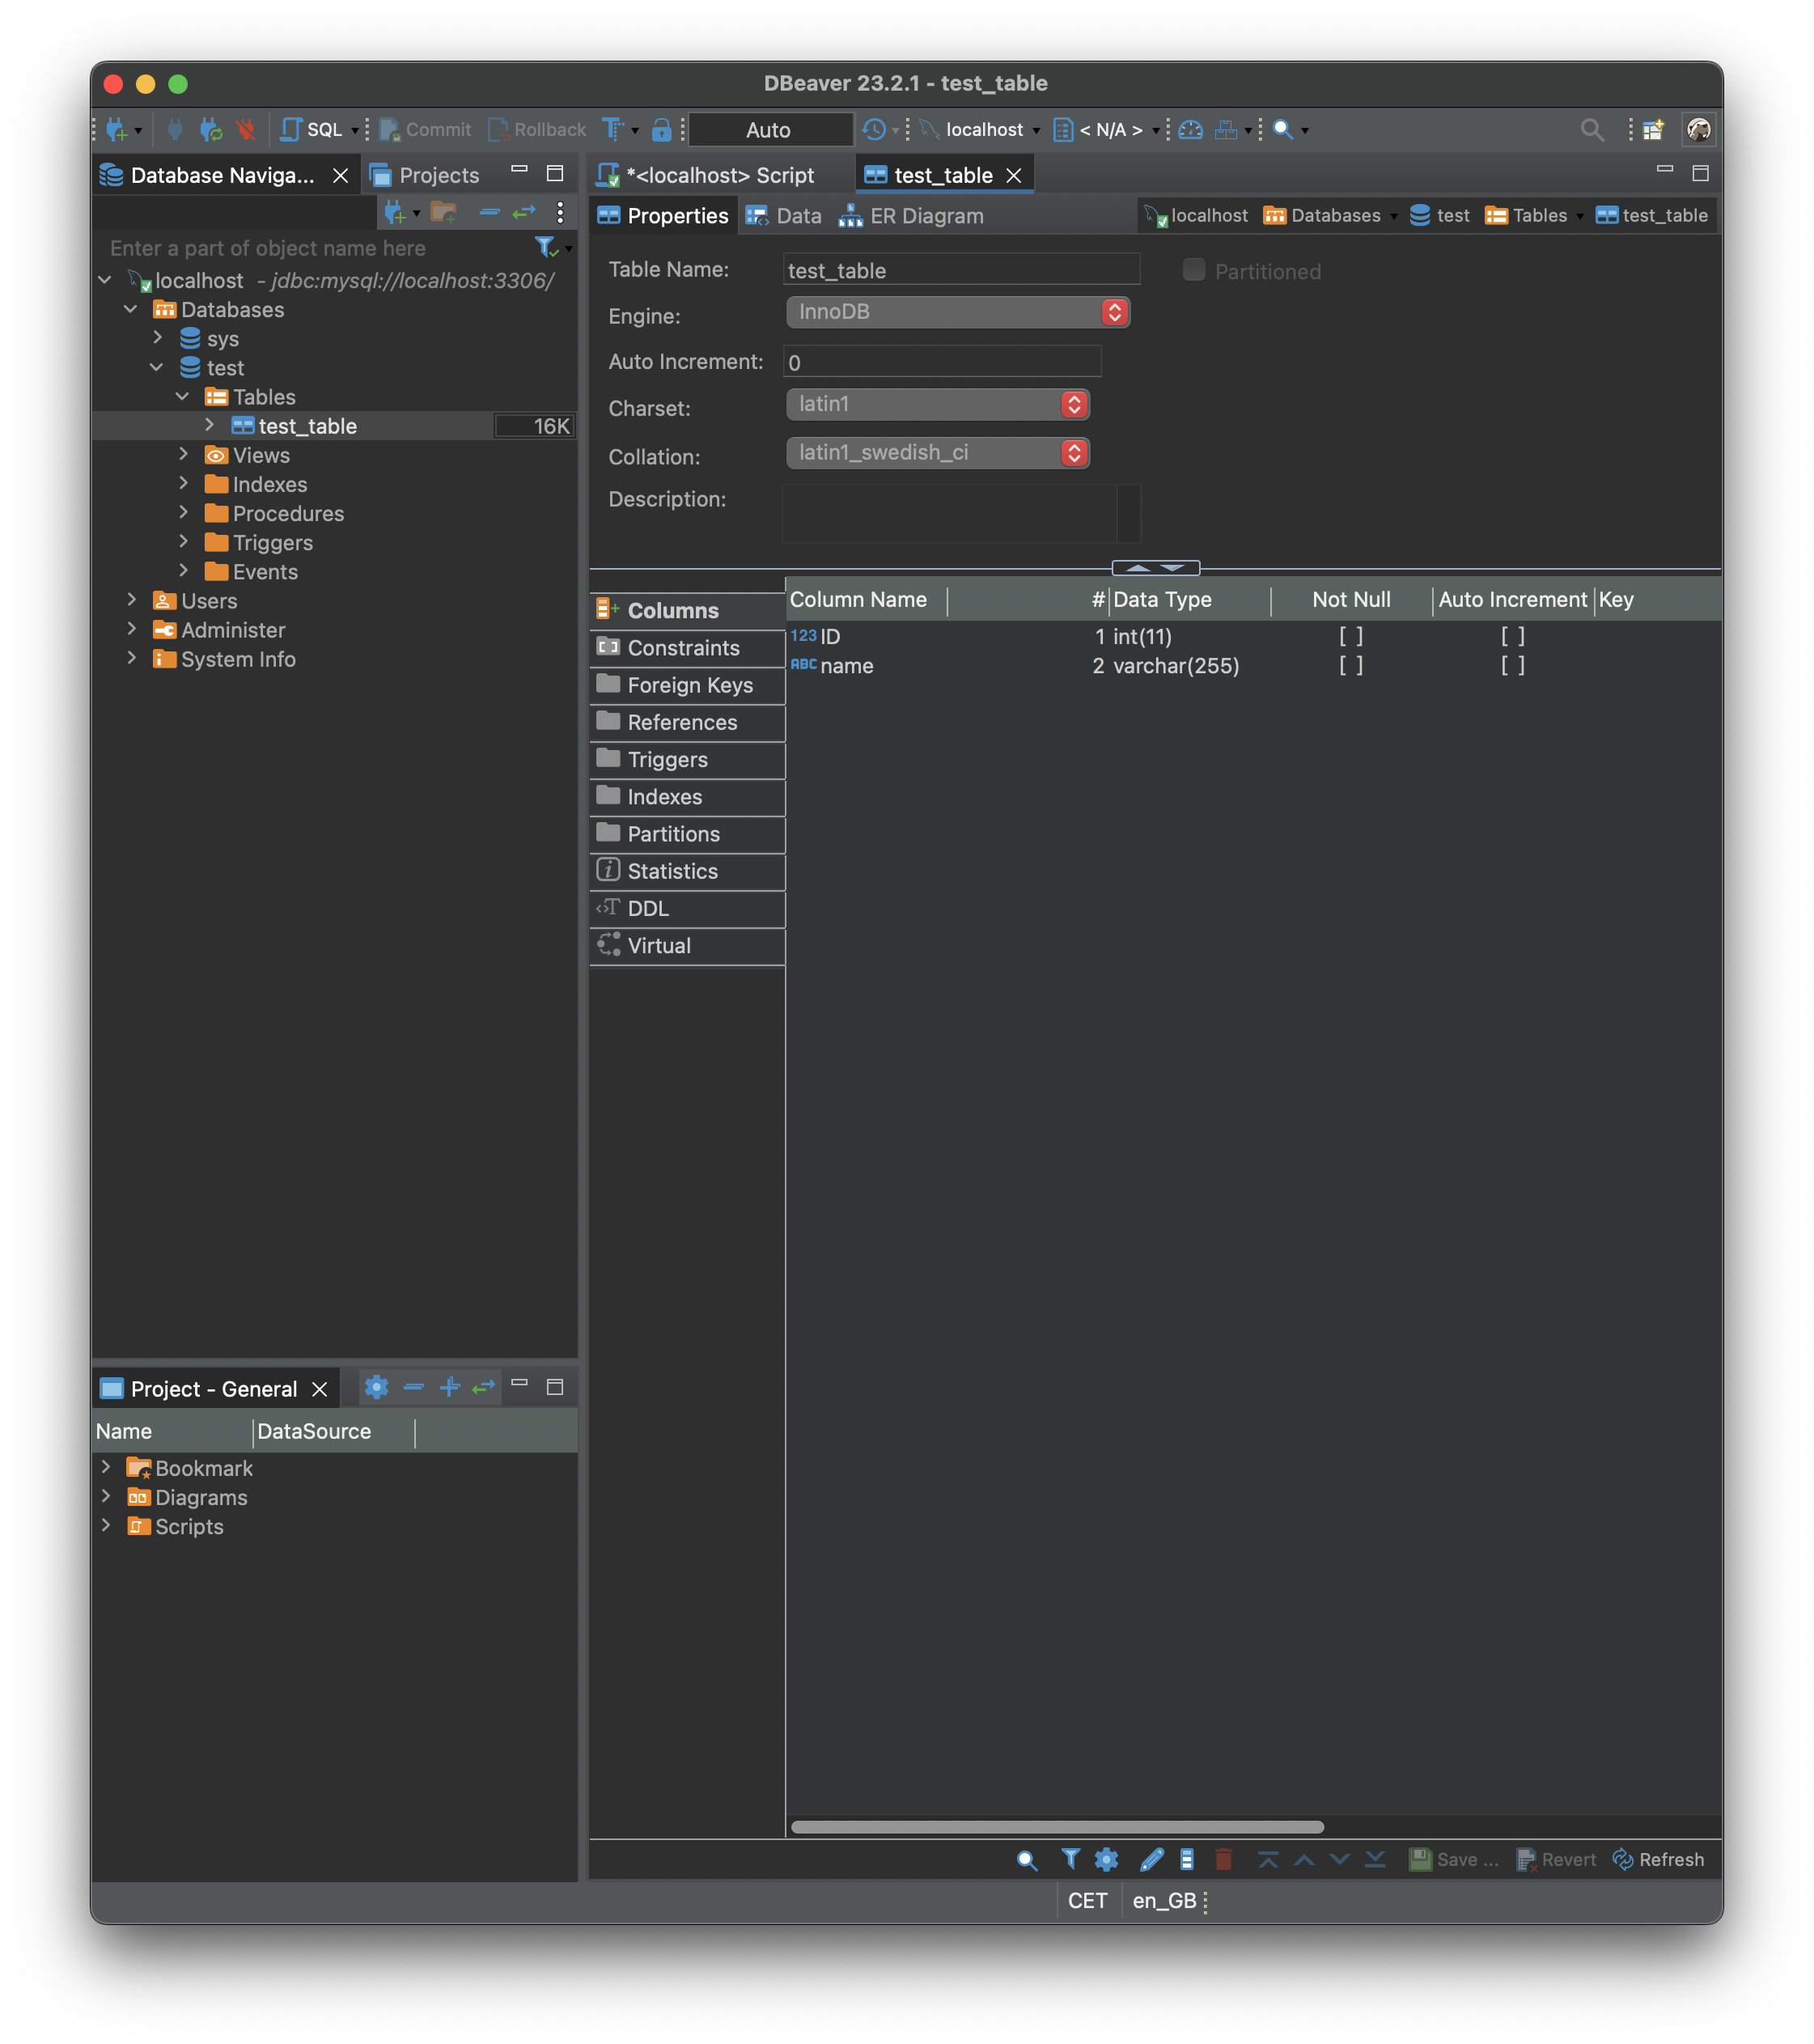 DBeaver 23.2.1 - test_table
SQL Commit Rollback Auto localhost < N/A >
Database Naviga... Projects
Enter a part of object name here
localhost - jdbc:mysql://localhost:3306/
Databases
sys
test
Tables
test_table 16K
Views
Indexes
Procedures
Triggers
Events
Users
Administer
System Info
*<localhost> Script test_table
Properties Data ER Diagram localhost Databases test Tables test_table
Table Name: test_table Partitioned
Engine: InnoDB
Auto Increment: 0
Charset: latin1
Collation: latin1_swedish_ci
Description:
Columns
Constraints
Foreign Keys
References
Triggers
Indexes
Partitions
Statistics
DDL
Virtual
Column Name # Data Type Not Null Auto Increment Key
123 ID 1 int(11) [ ] [ ]
ABC name 2 varchar(255) [ ] [ ]
Project - General
Name DataSource
Bookmark
Diagrams
Scripts
Save ... Revert Refresh
CET en_GB